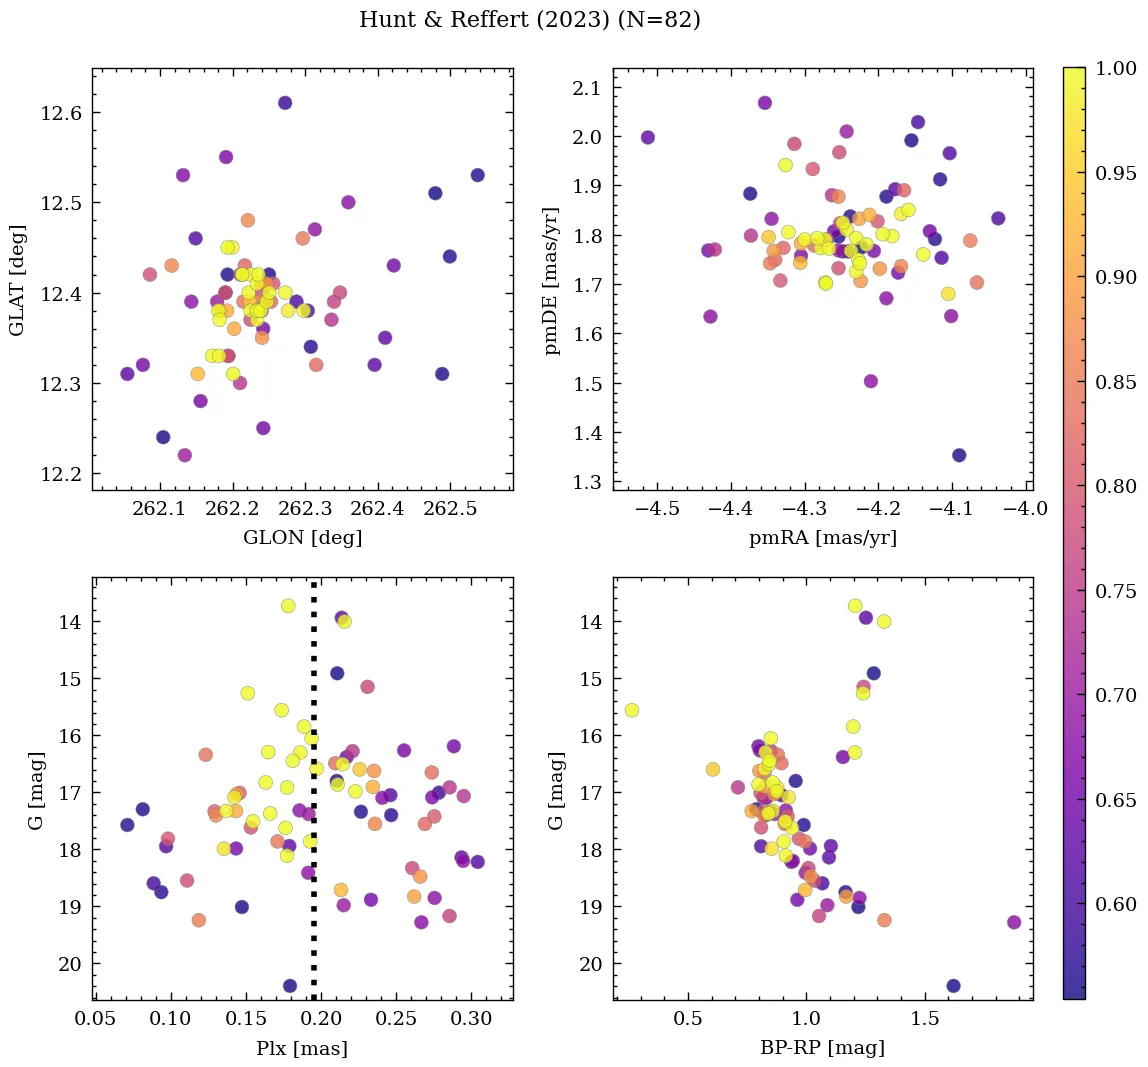 Hunt & Reffert (2023) (N=82)
12.6
12.5
12.4
12.3
12.2
GLAT [deg]
262.1 262.2 262.3 262.4 262.5
GLON [deg]
2.1
2.0
1.9
1.8
1.7
1.6
1.5
1.4
1.3
pmDE [mas/yr]
−4.5 −4.4 −4.3 −4.2 −4.1 −4.0
pmRA [mas/yr]
14
15
16
17
18
19
20
G [mag]
0.05 0.10 0.15 0.20 0.25 0.30
Plx [mas]
14
15
16
17
18
19
20
G [mag]
0.5 1.0 1.5
BP-RP [mag]
1.00
0.95
0.90
0.85
0.80
0.75
0.70
0.65
0.60